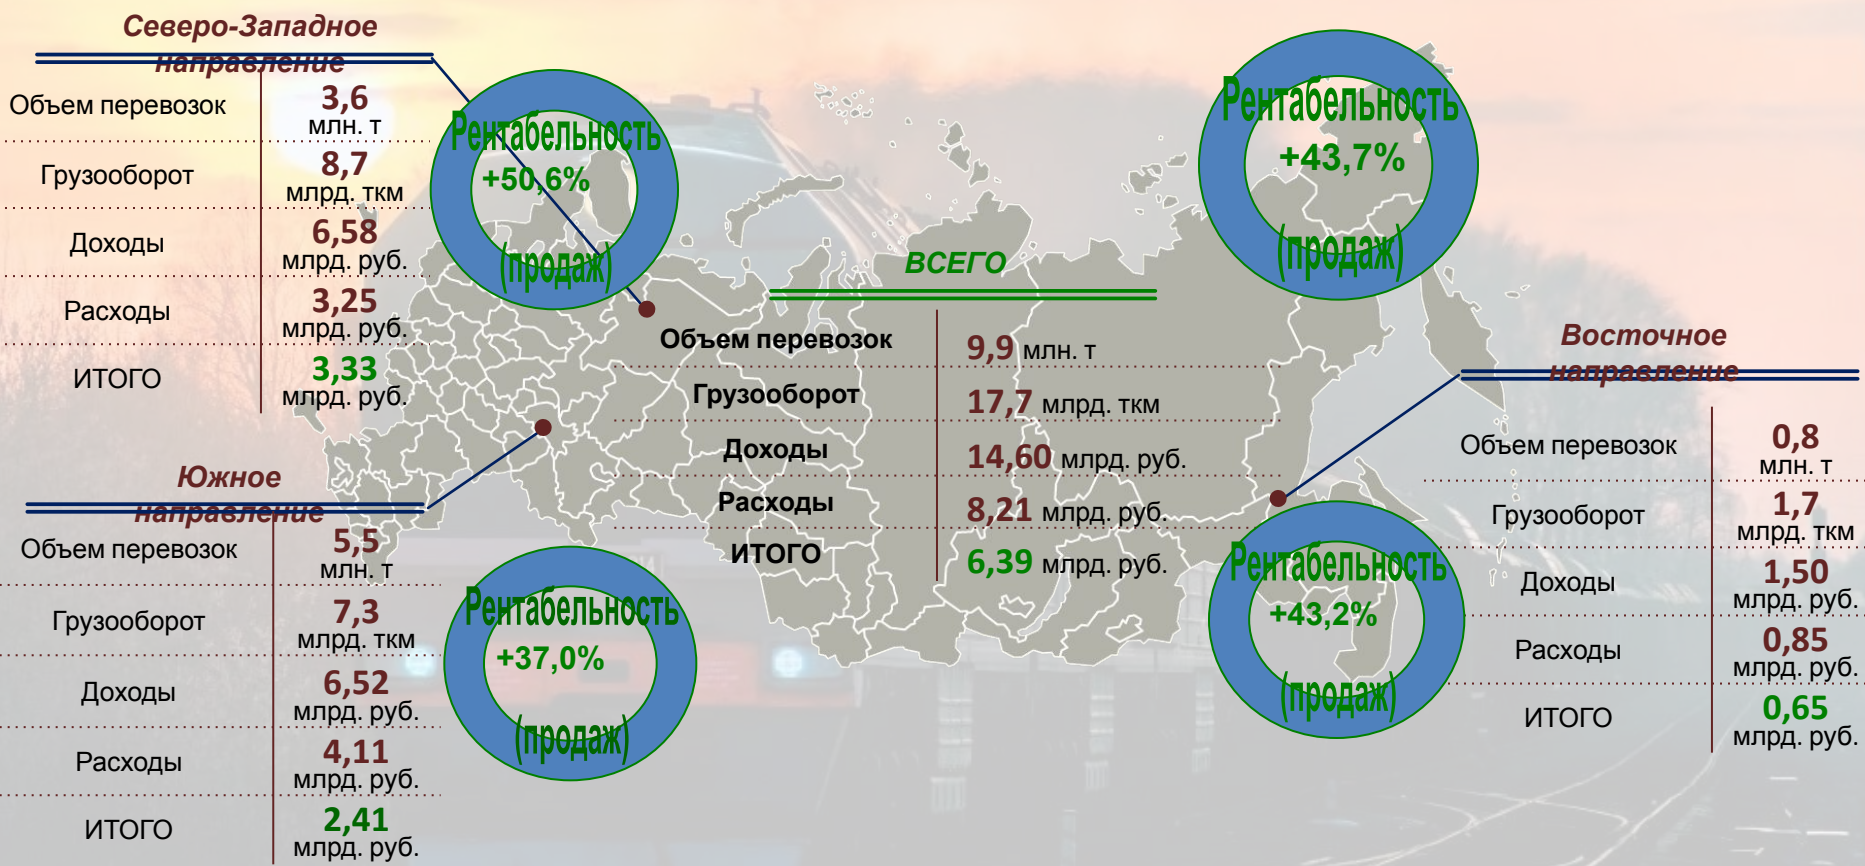 Северо-Западное
направление
Объем перевозок
3,6
млн. т
Грузооборот
8,7
млрд. ткм
Доходы
6,58
млрд. руб.
Расходы
3,25
млрд. руб.
ИТОГО
3,33
млрд. руб.
Рентабельность
+50,6%
(продаж)
Южное
направление
Объем перевозок
5,5
млн. т
Грузооборот
7,3
млрд. ткм
Доходы
6,52
млрд. руб.
Расходы
4,11
млрд. руб.
ИТОГО
2,41
млрд. руб.
Рентабельность
+37,0%
(продаж)
ВСЕГО
Объем перевозок
9,9 млн. т
Грузооборот
17,7 млрд. ткм
Доходы
14,60 млрд. руб.
Расходы
8,21 млрд. руб.
ИТОГО
6,39 млрд. руб.
Рентабельность
+43,7%
(продаж)
Восточное
направление
Объем перевозок
0,8
млн. т
Грузооборот
1,7
млрд. ткм
Доходы
1,50
млрд. руб.
Расходы
0,85
млрд. руб.
ИТОГО
0,65
млрд. руб.
Рентабельность
+43,2%
(продаж)